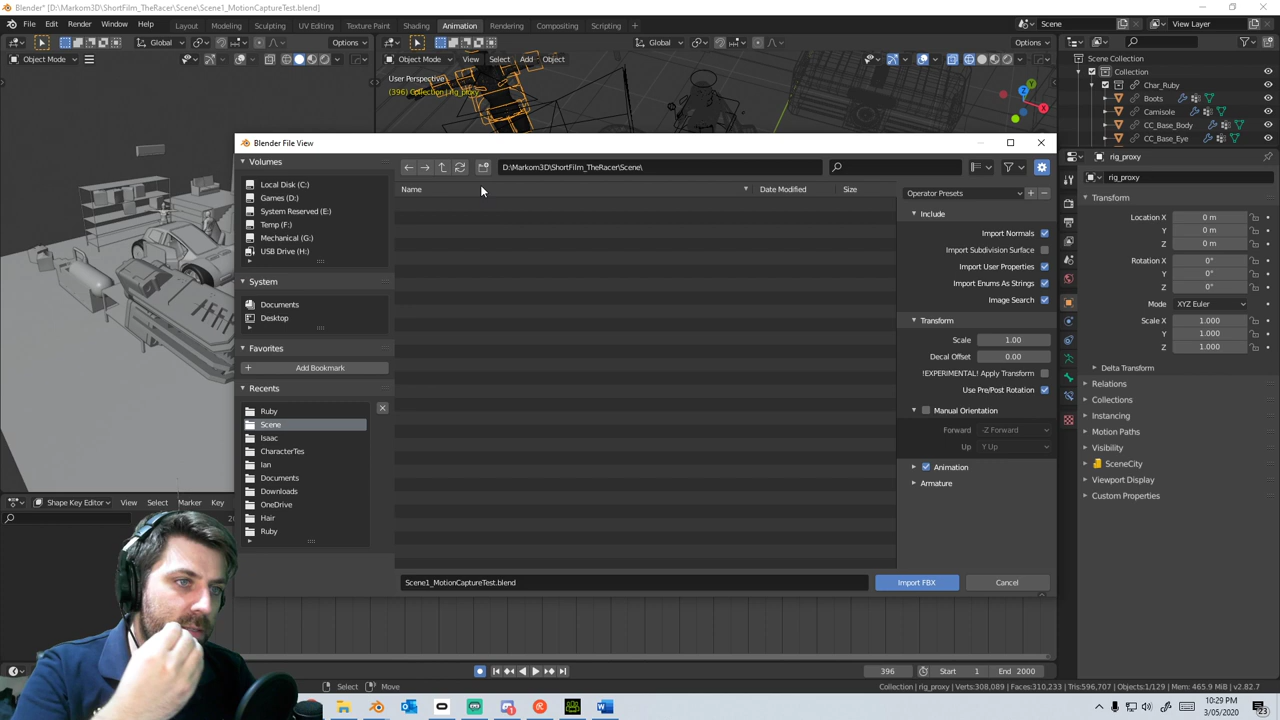 Blender* [D:\Markom3D\ShortFilm_TheRacer\Scene\Scene1_MotionCaptureTest.blend]
File Edit Render Window Help Layout Modeling Sculpting UV Editing Texture Paint Shading Animation Rendering Compositing Scripting Scene View Layer
Global Options Global Options
Object Mode Object Mode View Select Add Object
User Perspective
(396) Collection | rig_proxy
Scene Collection
Collection
Char_Ruby
Boots
Camisole
CC_Base_Body
CC_Base_Eye
Blender File View
Volumes
Local Disk (C:)
Games (D:)
System Reserved (E:)
Temp (F:)
Mechanical (G:)
USB Drive (H:)
System
Documents
Desktop
Favorites
Add Bookmark
Recents
Ruby
Scene
Isaac
CharacterTes
Ian
Documents
Downloads
OneDrive
Hair
Ruby
D:\Markom3D\ShortFilm_TheRacer\Scene\
Name Date Modified Size
Scene1_MotionCaptureTest.blend
Operator Presets
Include
Import Normals
Import Subdivision Surface
Import User Properties
Import Enums As Strings
Image Search
Transform
Scale 1.00
Decal Offset 0.00
!EXPERIMENTAL! Apply Transform
Use Pre/Post Rotation
Manual Orientation
Forward -Z Forward
Up Y Up
Animation
Armature
Import FBX Cancel
rig_proxy
rig_proxy
Transform
Location X 0 m
Y 0 m
Z 0 m
Rotation X 0°
Y 0°
Z 0°
Mode XYZ Euler
Scale X 1.000
Y 1.000
Z 1.000
Delta Transform
Relations
Collections
Instancing
Motion Paths
Visibility
SceneCity
Viewport Display
Custom Properties
Shape Key Editor View Select Marker Key
396 Start 1 End 2000
Select Move
Collection | rig_proxy | Verts:308,089 | Faces:310,233 | Tris:596,707 | Objects:1/129 | Mem: 465.9 MiB | v2.82.7
10:29 PM
3/05/2020